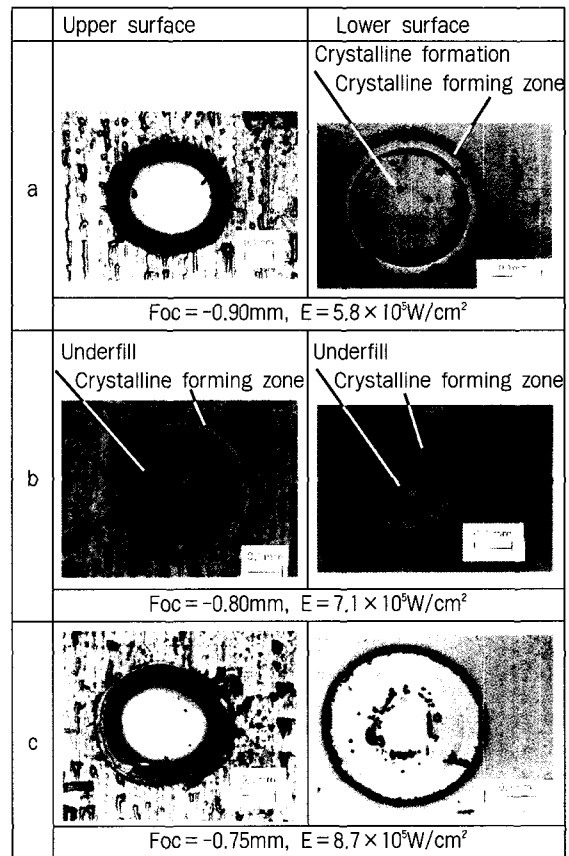 Upper surface
Lower surface
a
Crystalline formation
Crystalline forming zone
Foc = -0.90mm, E = 5.8 × 10⁵W/cm²
b
Underfill
Crystalline forming zone
0.1mm
Underfill
Crystalline forming zone
Foc = -0.80mm, E = 7.1 × 10⁵W/cm²
c
Foc = -0.75mm, E = 8.7 × 10⁵W/cm²